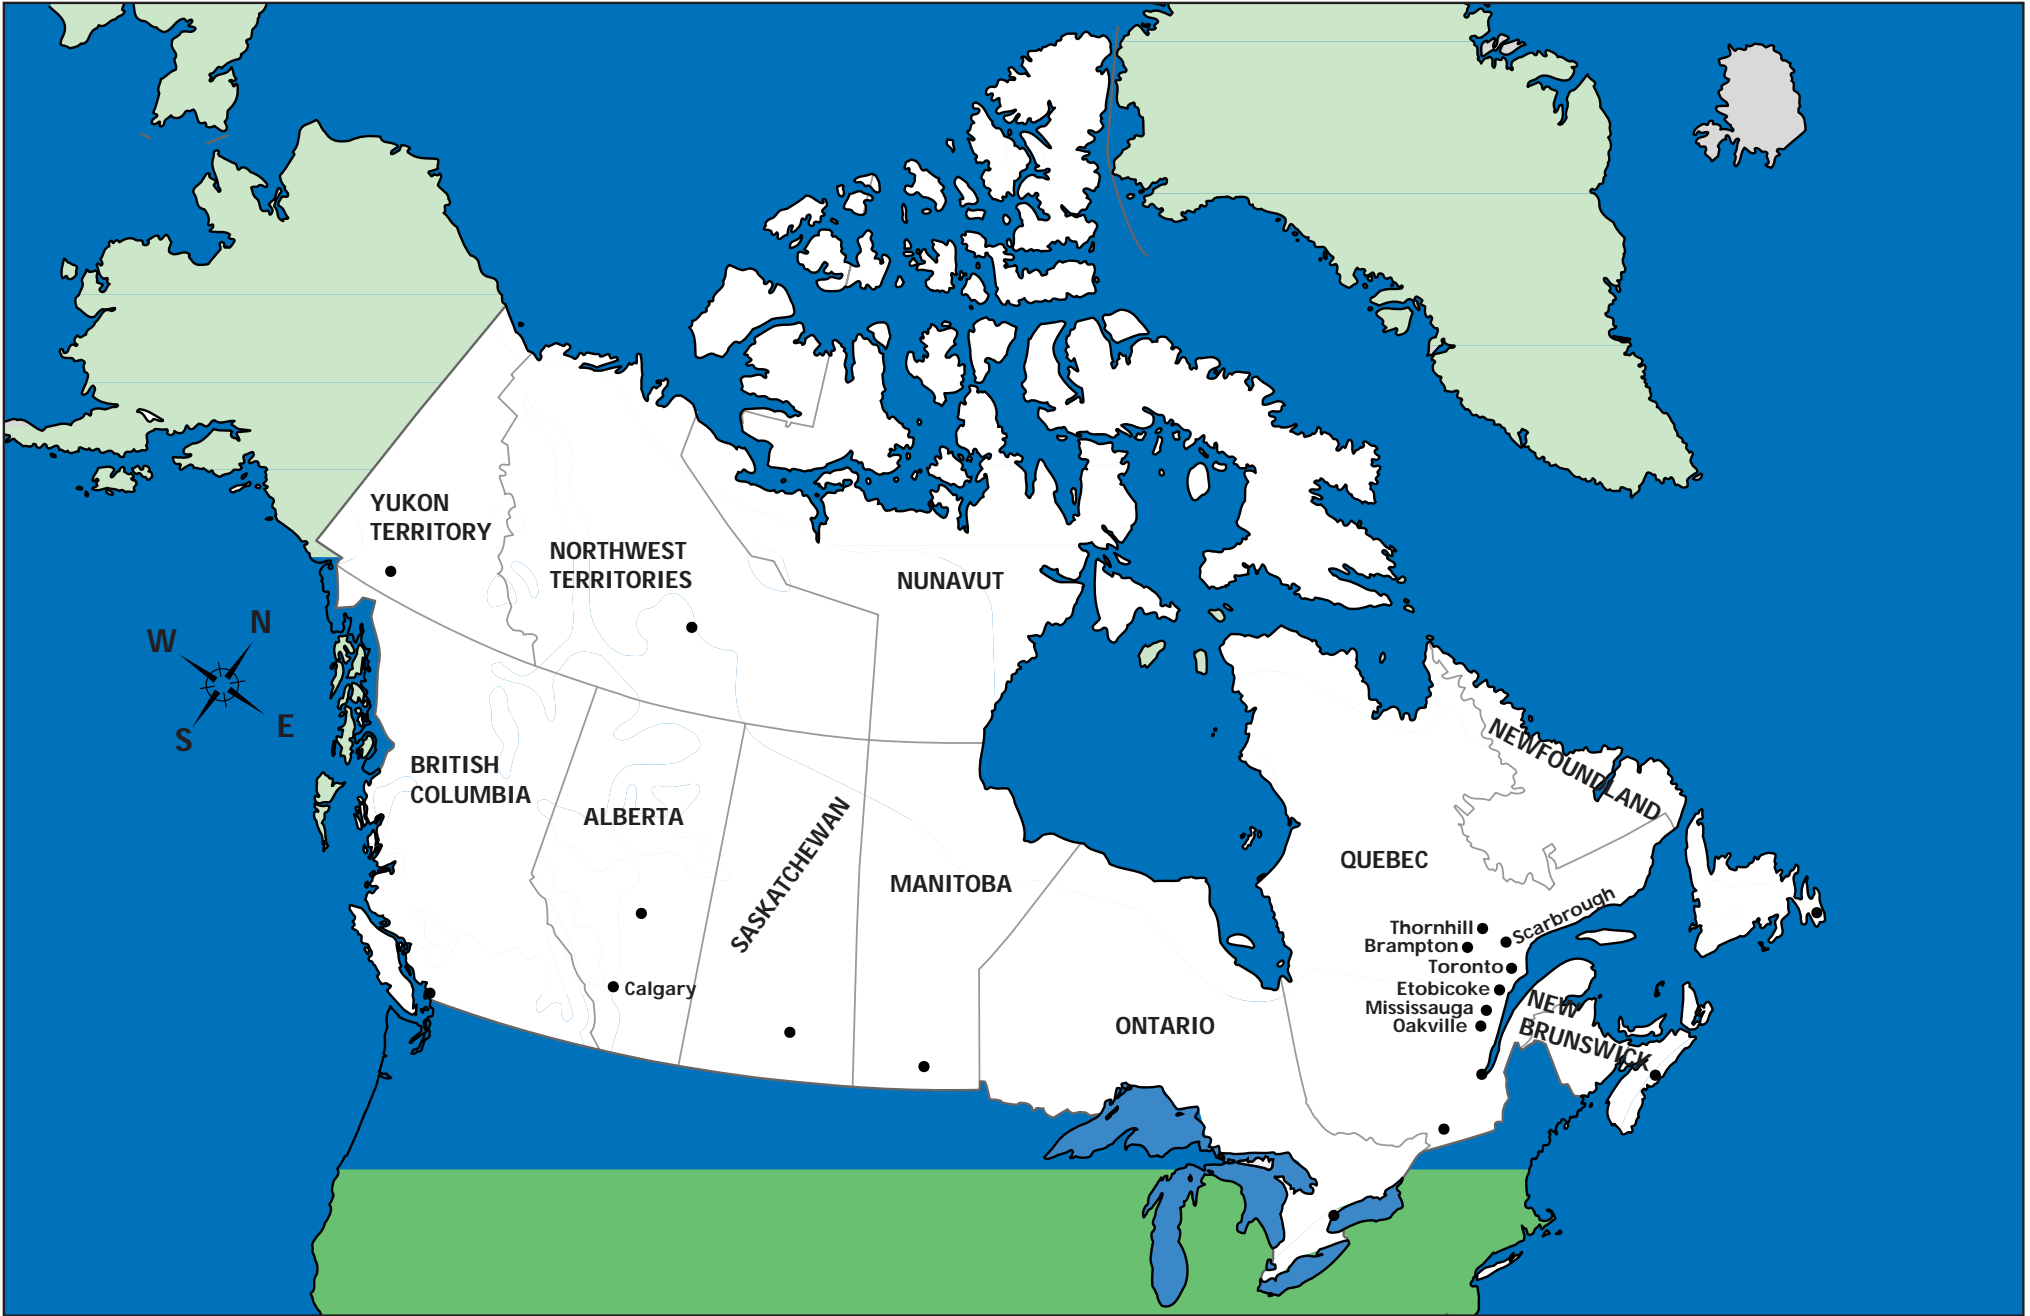 YUKON
TERRITORY
NORTHWEST
TERRITORIES
NUNAVUT
N
W
E
S
BRITISH
COLUMBIA
ALBERTA
SASKATCHEWAN
MANITOBA
ONTARIO
QUEBEC
NEWFOUNDLAND
NEW
BRUNSWICK
Calgary
Thornhill
Scarbrough
Brampton
Toronto
Etobicoke
Mississauga
Oakville